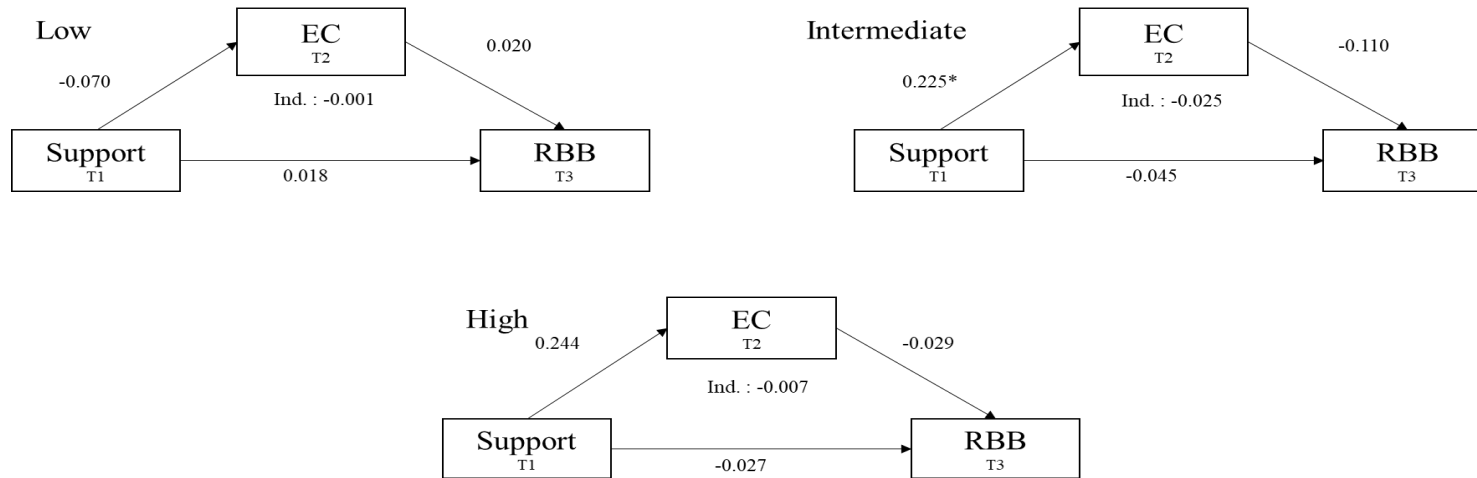 Low
EC
T2
-0.070
0.020
Ind. : -0.001
Support
T1
RBB
T3
0.018
Intermediate
EC
T2
0.225*
-0.110
Ind. : -0.025
Support
T1
RBB
T3
-0.045
High
EC
T2
0.244
-0.029
Ind. : -0.007
Support
T1
RBB
T3
-0.027